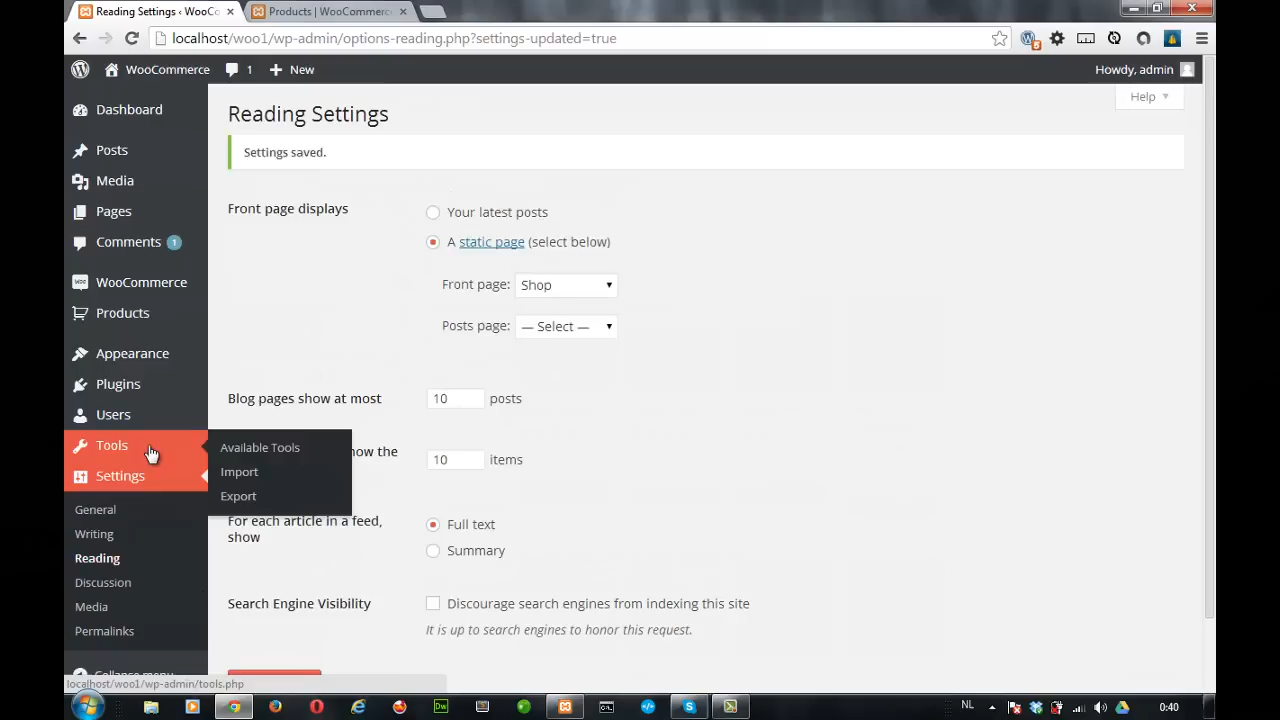 Reading Settings ‹ WooCo
Products | WooCommerce
localhost/woo1/wp-admin/options-reading.php?settings-updated=true
WooCommerce
1
New
Howdy, admin
Dashboard
Posts
Media
Pages
Comments 1
WooCommerce
Products
Appearance
Plugins
Users
Tools
Settings
General
Writing
Reading
Discussion
Media
Permalinks
Collapse menu
Available Tools
Import
Export
Help
Reading Settings
Settings saved.
Front page displays
Your latest posts
A static page (select below)
Front page: Shop
Posts page: — Select —
Blog pages show at most 10 posts
how the
10 items
For each article in a feed,
show
Full text
Summary
Search Engine Visibility
Discourage search engines from indexing this site
It is up to search engines to honor this request.
localhost/woo1/wp-admin/tools.php
NL
0:40